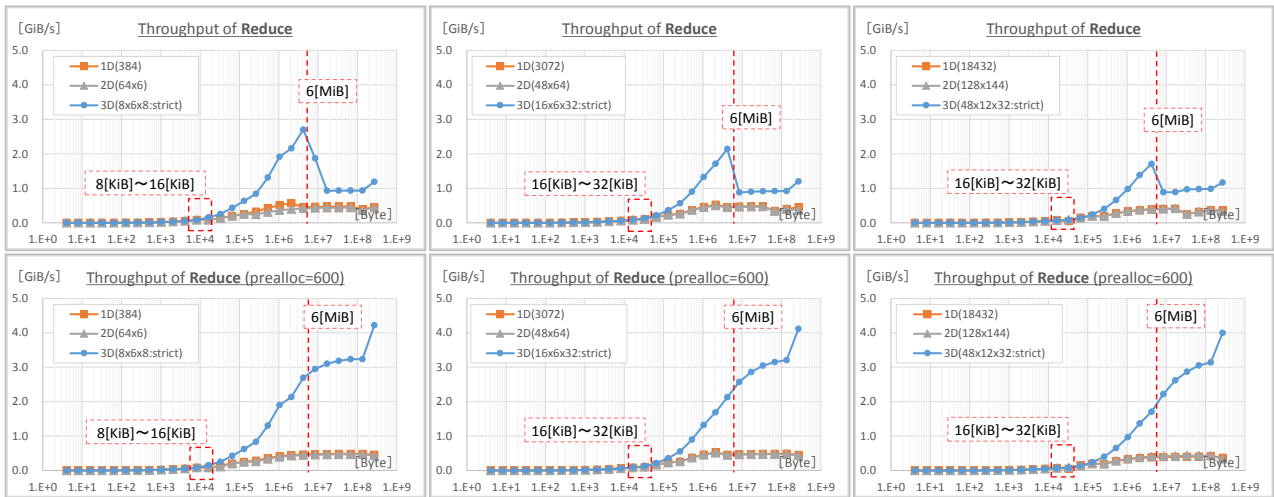 [GiB/s]
Throughput of Reduce
5.0
4.0
3.0
2.0
1.0
0.0
1D(384)
2D(64x6)
3D(8x6x8:strict)
6[MiB]
8[KiB]～16[KiB]
[Byte]
1.E+0 1.E+1 1.E+2 1.E+3 1.E+4 1.E+5 1.E+6 1.E+7 1.E+8 1.E+9
[GiB/s]
Throughput of Reduce
5.0
4.0
3.0
2.0
1.0
0.0
1D(3072)
2D(48x64)
3D(16x6x32:strict)
6[MiB]
16[KiB]～32[KiB]
[Byte]
1.E+0 1.E+1 1.E+2 1.E+3 1.E+4 1.E+5 1.E+6 1.E+7 1.E+8 1.E+9
[GiB/s]
Throughput of Reduce
5.0
4.0
3.0
2.0
1.0
0.0
1D(18432)
2D(128x144)
3D(48x12x32:strict)
6[MiB]
16[KiB]～32[KiB]
[Byte]
1.E+0 1.E+1 1.E+2 1.E+3 1.E+4 1.E+5 1.E+6 1.E+7 1.E+8 1.E+9
[GiB/s]
Throughput of Reduce (prealloc=600)
5.0
4.0
3.0
2.0
1.0
0.0
1D(384)
2D(64x6)
3D(8x6x8:strict)
6[MiB]
8[KiB]～16[KiB]
[Byte]
1.E+0 1.E+1 1.E+2 1.E+3 1.E+4 1.E+5 1.E+6 1.E+7 1.E+8 1.E+9
[GiB/s]
Throughput of Reduce (prealloc=600)
5.0
4.0
3.0
2.0
1.0
0.0
1D(3072)
2D(48x64)
3D(16x6x32:strict)
6[MiB]
16[KiB]～32[KiB]
[Byte]
1.E+0 1.E+1 1.E+2 1.E+3 1.E+4 1.E+5 1.E+6 1.E+7 1.E+8 1.E+9
[GiB/s]
Throughput of Reduce (prealloc=600)
5.0
4.0
3.0
2.0
1.0
0.0
1D(18432)
2D(128x144)
3D(48x12x32:strict)
6[MiB]
16[KiB]～32[KiB]
[Byte]
1.E+0 1.E+1 1.E+2 1.E+3 1.E+4 1.E+5 1.E+6 1.E+7 1.E+8 1.E+9